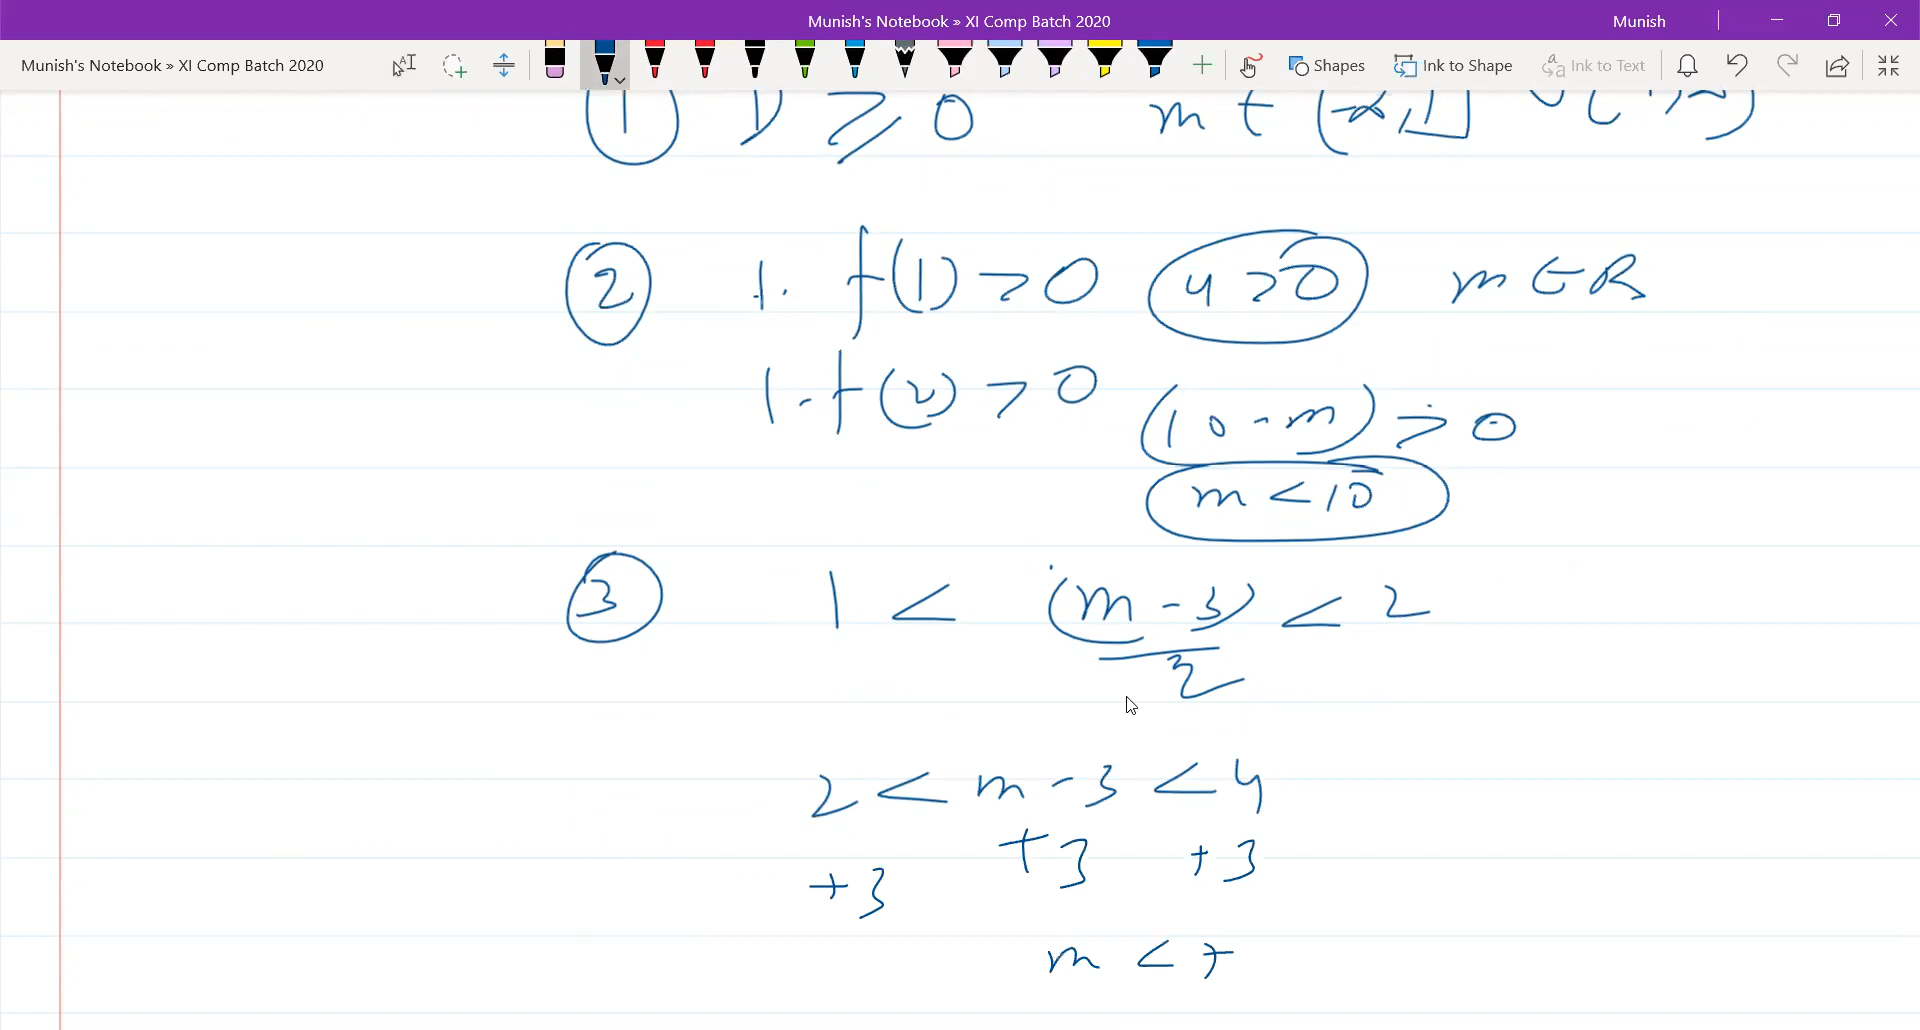 Munish's Notebook » XI Comp Batch 2020 Munish
Munish's Notebook » XI Comp Batch 2020 Shapes Ink to Shape Ink to Text
① D ≥ 0 m ∈ (-∞, 1] ∪ [
② 1. f(1) > 0 4 > 0 m ∈ R
1. f(2) > 0 (10 - m) > 0
m < 10
③ 1 < (m - 3)/2 < 2
2 < m - 3 < 4
+3 +3 +3
m < 7